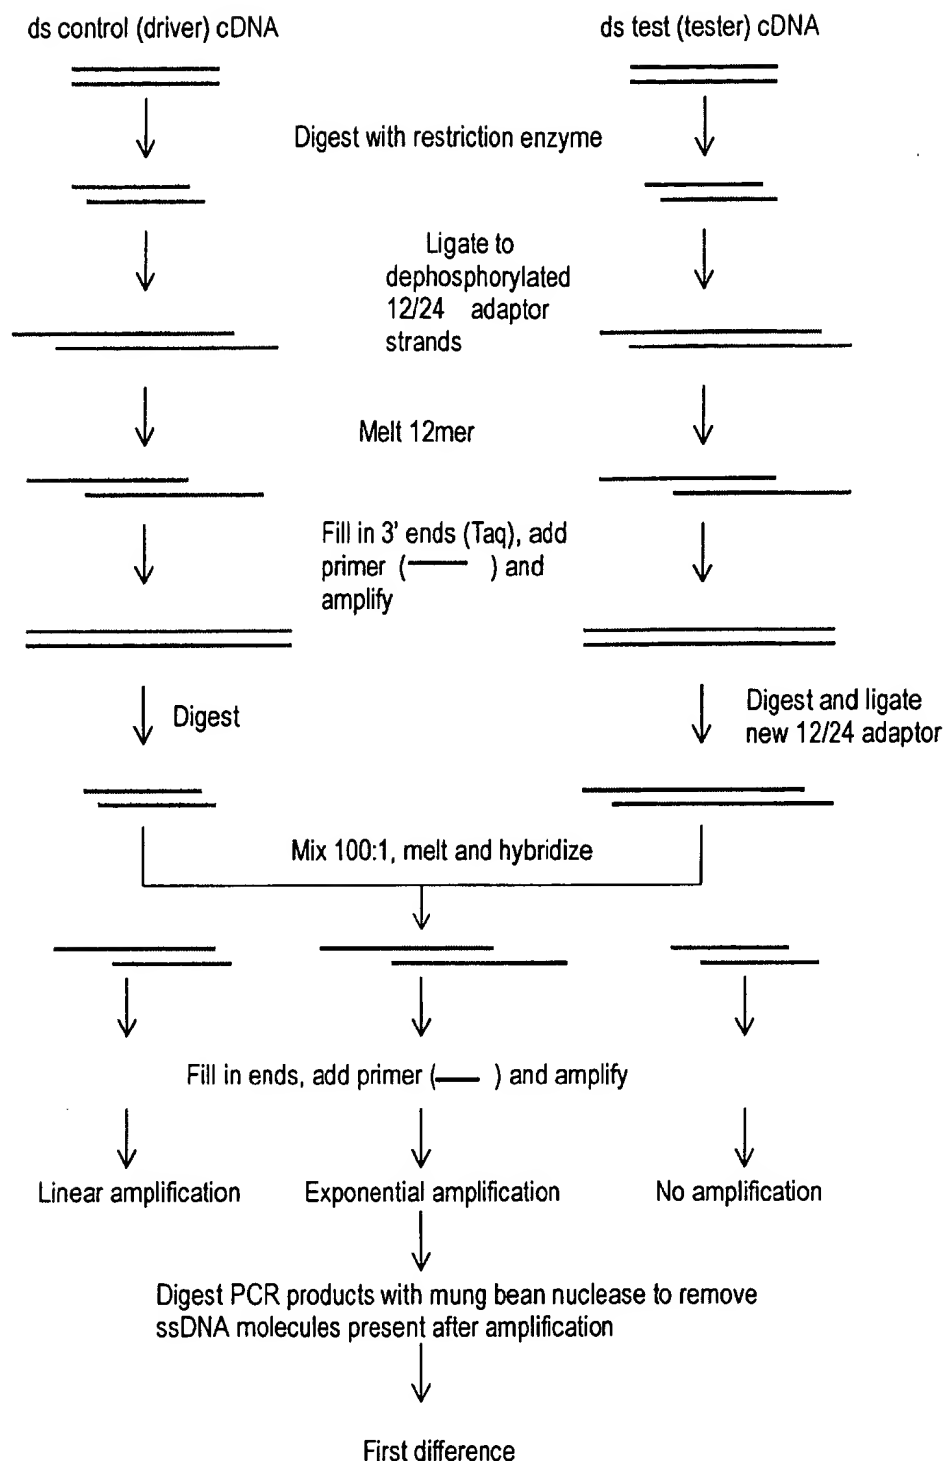 ds control (driver) cDNA
ds test (tester) cDNA
Digest with restriction enzyme
Ligate to
dephosphorylated
12/24 adaptor
strands
Melt 12mer
Fill in 3' ends (Taq), add
primer ( ) and
amplify
Digest
Digest and ligate
new 12/24 adaptor
Mix 100:1, melt and hybridize
Fill in ends, add primer ( ) and amplify
Linear amplification
Exponential amplification
No amplification
Digest PCR products with mung bean nuclease to remove
ssDNA molecules present after amplification
First difference